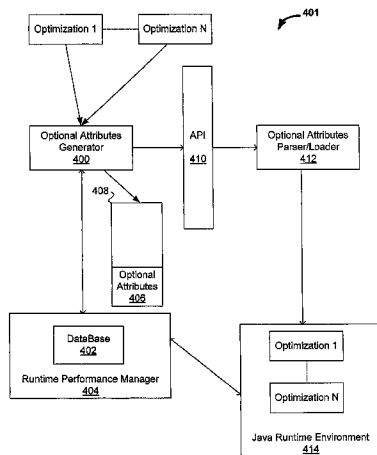 401
Optimization 1
Optimization N
Optional Attributes
Generator
400
API
410
Optional Attributes
Parser/Loader
412
408
Optional
Attributes
406
DataBase
402
Runtime Performance Manager
404
Optimization 1
Optimization N
Java Runtime Environment
414